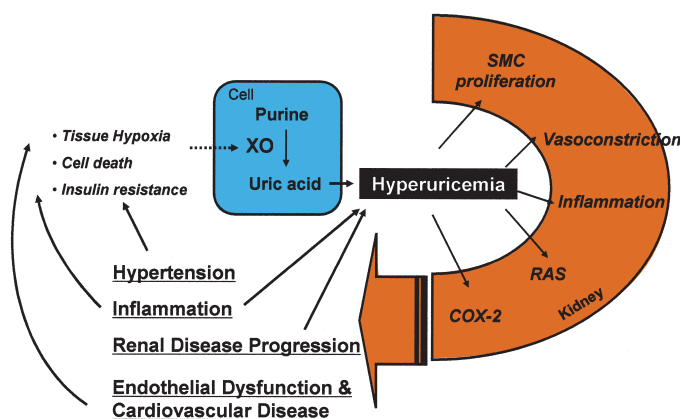 SMC
proliferation
Cell
Purine
• Tissue Hypoxia
XO
Vasoconstriction
• Cell death
• Insulin resistance
Uric acid
Hyperuricemia
Inflammation
Hypertension
RAS
Inflammation
COX-2
Kidney
Renal Disease Progression
Endothelial Dysfunction &
Cardiovascular Disease